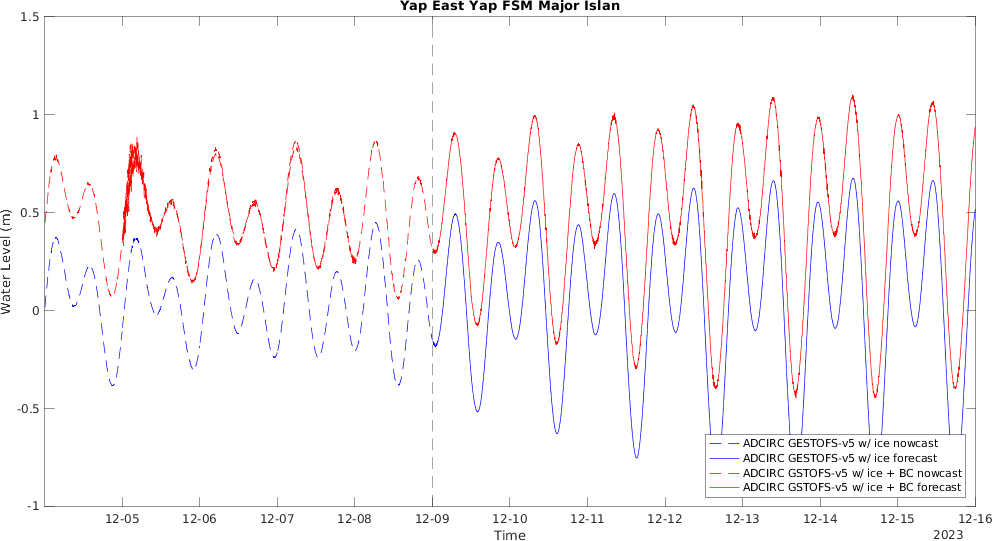 Yap East Yap FSM Major Islan
1.5
1
0.5
0
-0.5
-1
Water Level (m)
12-05 12-06 12-07 12-08 12-09 12-10 12-11 12-12 12-13 12-14 12-15 12-16
Time
2023
ADCIRC GESTOFS-v5 w/ ice nowcast
ADCIRC GESTOFS-v5 w/ ice forecast
ADCIRC GSTOFS-v5 w/ ice + BC nowcast
ADCIRC GSTOFS-v5 w/ ice + BC forecast